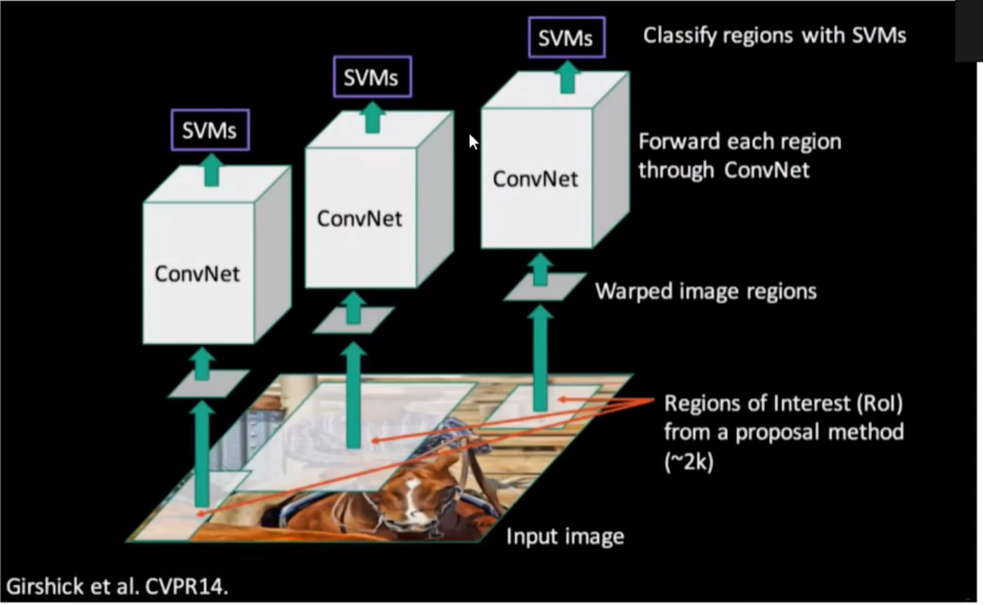 SVMs
Classify regions with SVMs
SVMs
SVMs
Forward each region
through ConvNet
ConvNet
ConvNet
ConvNet
Warped image regions
Regions of Interest (RoI)
from a proposal method
(~2k)
Input image
Girshick et al. CVPR14.